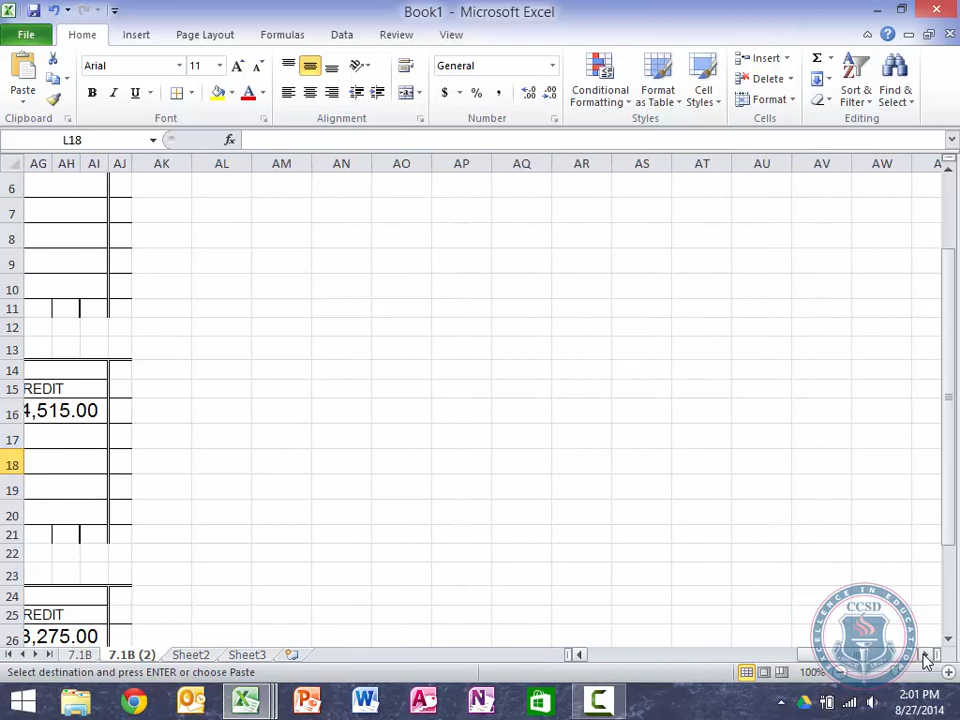 Book1 - Microsoft Excel
File Home Insert Page Layout Formulas Data Review View
Arial 11 General Insert Σ
Paste B I U A $ % , Conditional Formatting Format as Table Cell Styles Delete Format Sort & Filter Find & Select
Clipboard Font Alignment Number Styles Cells Editing
L18 fx
AG AH AI AJ AK AL AM AN AO AP AQ AR AS AT AU AV AW
6
7
8
9
10
11
12
13
14
15 REDIT
16 4,515.00
17
18
19
20
21
22
23
24
25 REDIT
26 3,275.00
CCSD
EXCELLENCE IN EDUCATION
7.1B 7.1B (2) Sheet2 Sheet3
Select destination and press ENTER or choose Paste 100%
2:01 PM
8/27/2014